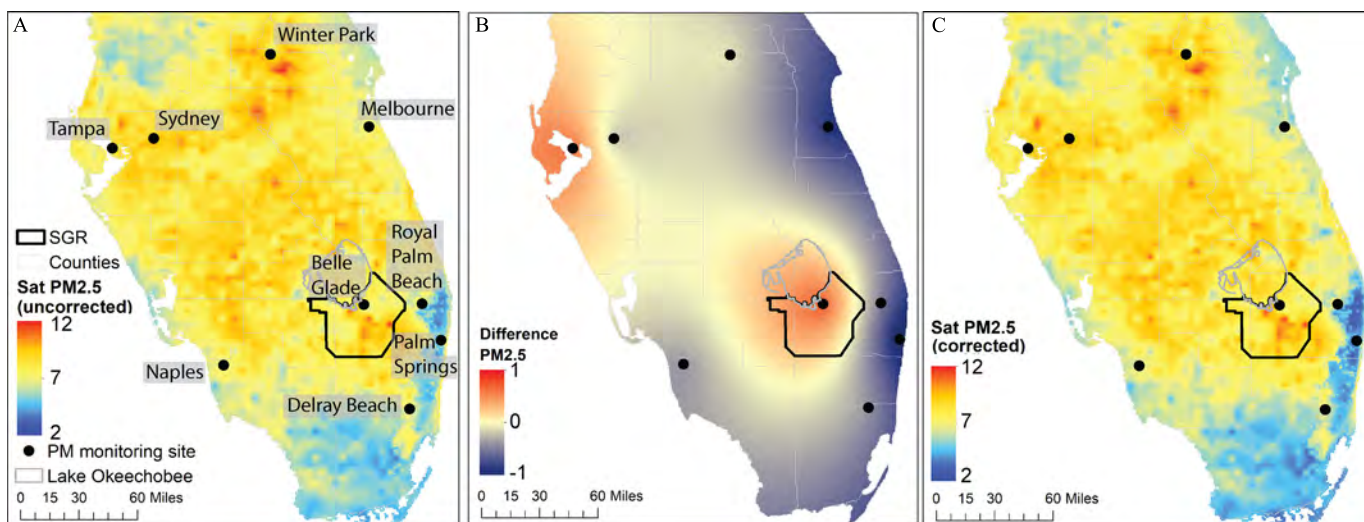 A
Winter Park
Melbourne
Tampa
Sydney
SGR
Counties
Sat PM2.5
(uncorrected)
12
7
2
Belle
Glade
Royal
Palm
Beach
Palm
Springs
Naples
Delray Beach
PM monitoring site
Lake Okeechobee
0 15 30 60 Miles
B
Difference
PM2.5
1
0
-1
0 15 30 60 Miles
C
Sat PM2.5
(corrected)
12
7
2
0 15 30 60 Miles